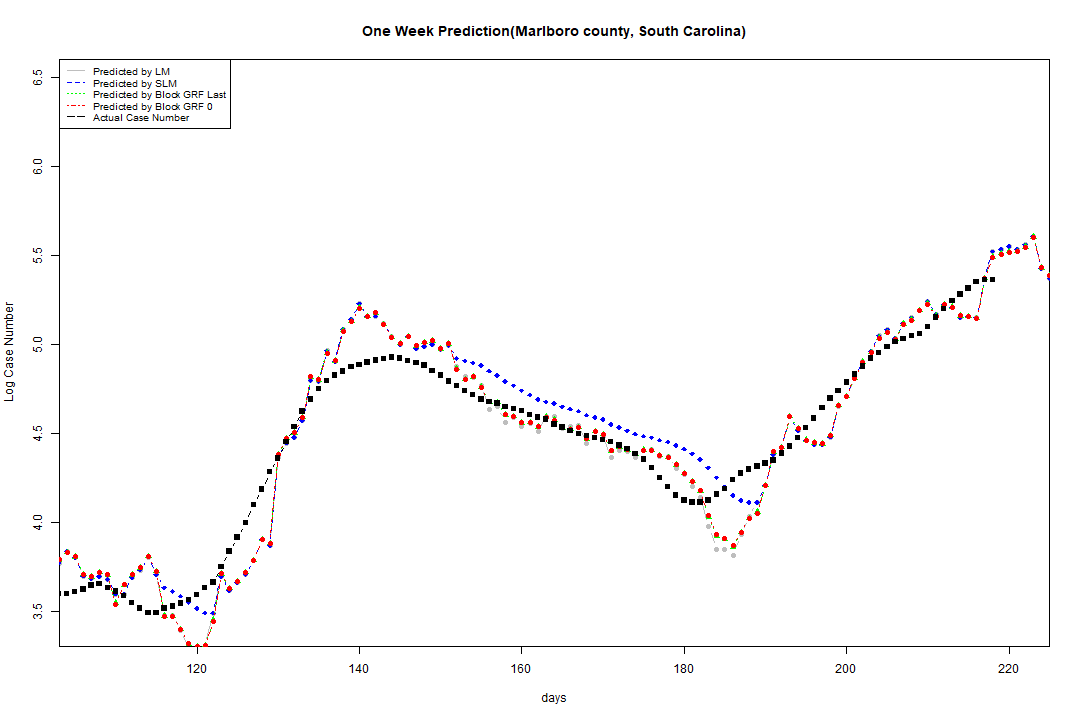 One Week Prediction(Marlboro county, South Carolina)
Predicted by LM
Predicted by SLM
Predicted by Block GRF Last
Predicted by Block GRF 0
Actual Case Number
6.5
6.0
5.5
5.0
4.5
4.0
3.5
Log Case Number
120 140 160 180 200 220
days